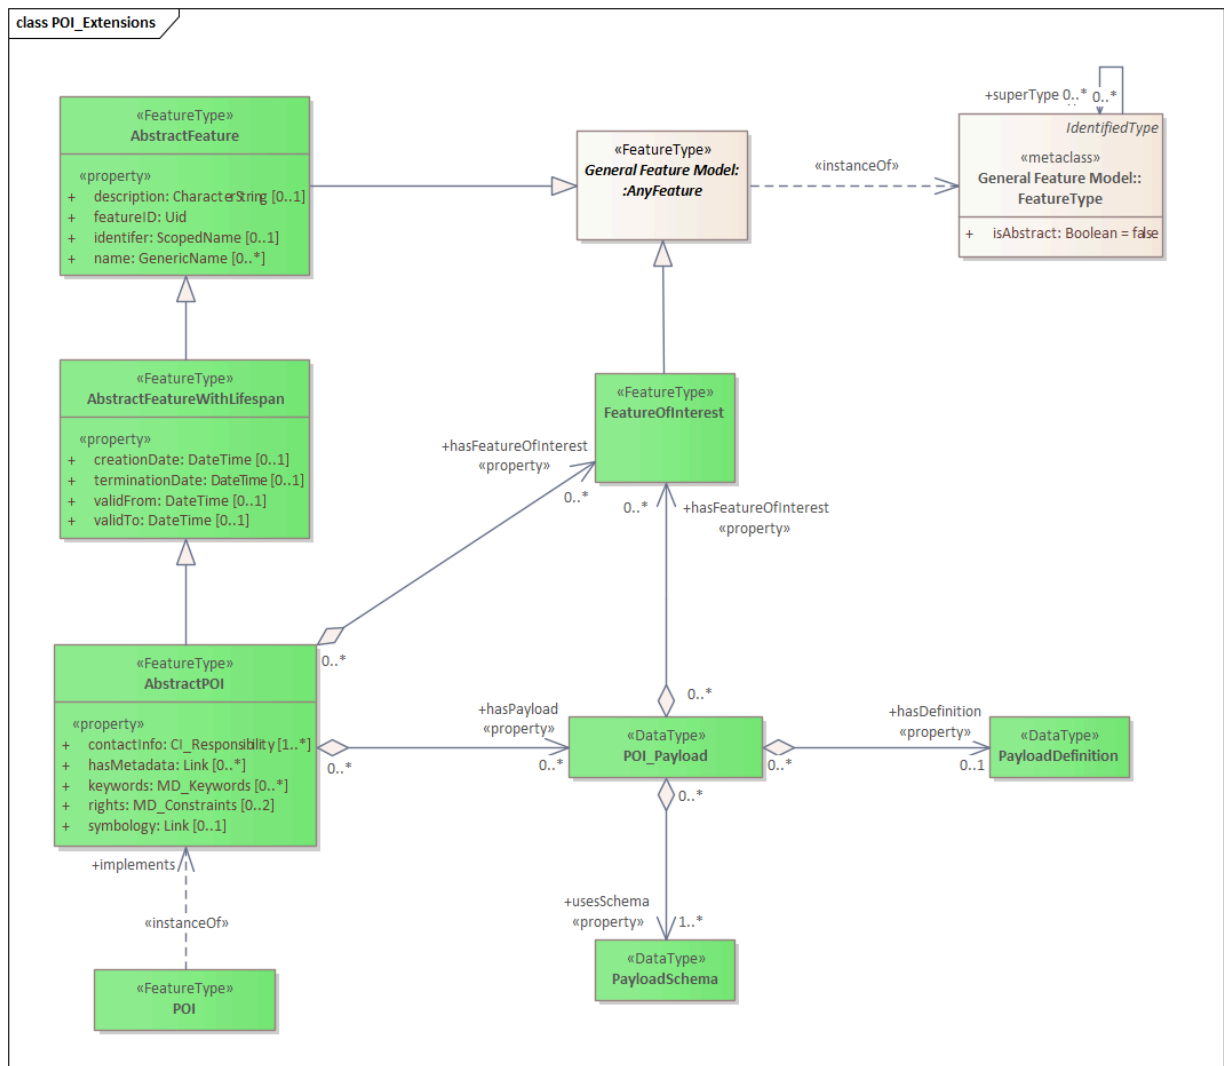 class POI_Extensions
«FeatureType»
AbstractFeature
«property»
+ description: CharacterString [0..1]
+ featureID: Uid
+ identifer: ScopedName [0..1]
+ name: GenericName [0..*]
«FeatureType»
General Feature Model:
:AnyFeature
«instanceOf»
+superType 0..* 0..*
IdentifiedType
«metaclass»
General Feature Model::
FeatureType
+ isAbstract: Boolean = false
«FeatureType»
AbstractFeatureWithLifespan
«property»
+ creationDate: DateTime [0..1]
+ terminationDate: DateTime [0..1]
+ validFrom: DateTime [0..1]
+ validTo: DateTime [0..1]
«FeatureType»
FeatureOfInterest
+hasFeatureOfInterest
«property»
0..*
0..*
+hasFeatureOfInterest
«property»
«FeatureType»
AbstractPOI
«property»
+ contactInfo: CI_Responsibility [1..*]
+ hasMetadata: Link [0..*]
+ keywords: MD_Keywords [0..*]
+ rights: MD_Constraints [0..2]
+ symbology: Link [0..1]
0..*
0..*
+hasPayload
«property»
0..*
0..*
«DataType»
POI_Payload
+hasDefinition
«property»
0..*
0..1
«DataType»
PayloadDefinition
0..*
+usesSchema
«property»
1..*
«DataType»
PayloadSchema
+implements
«instanceOf»
«FeatureType»
POI